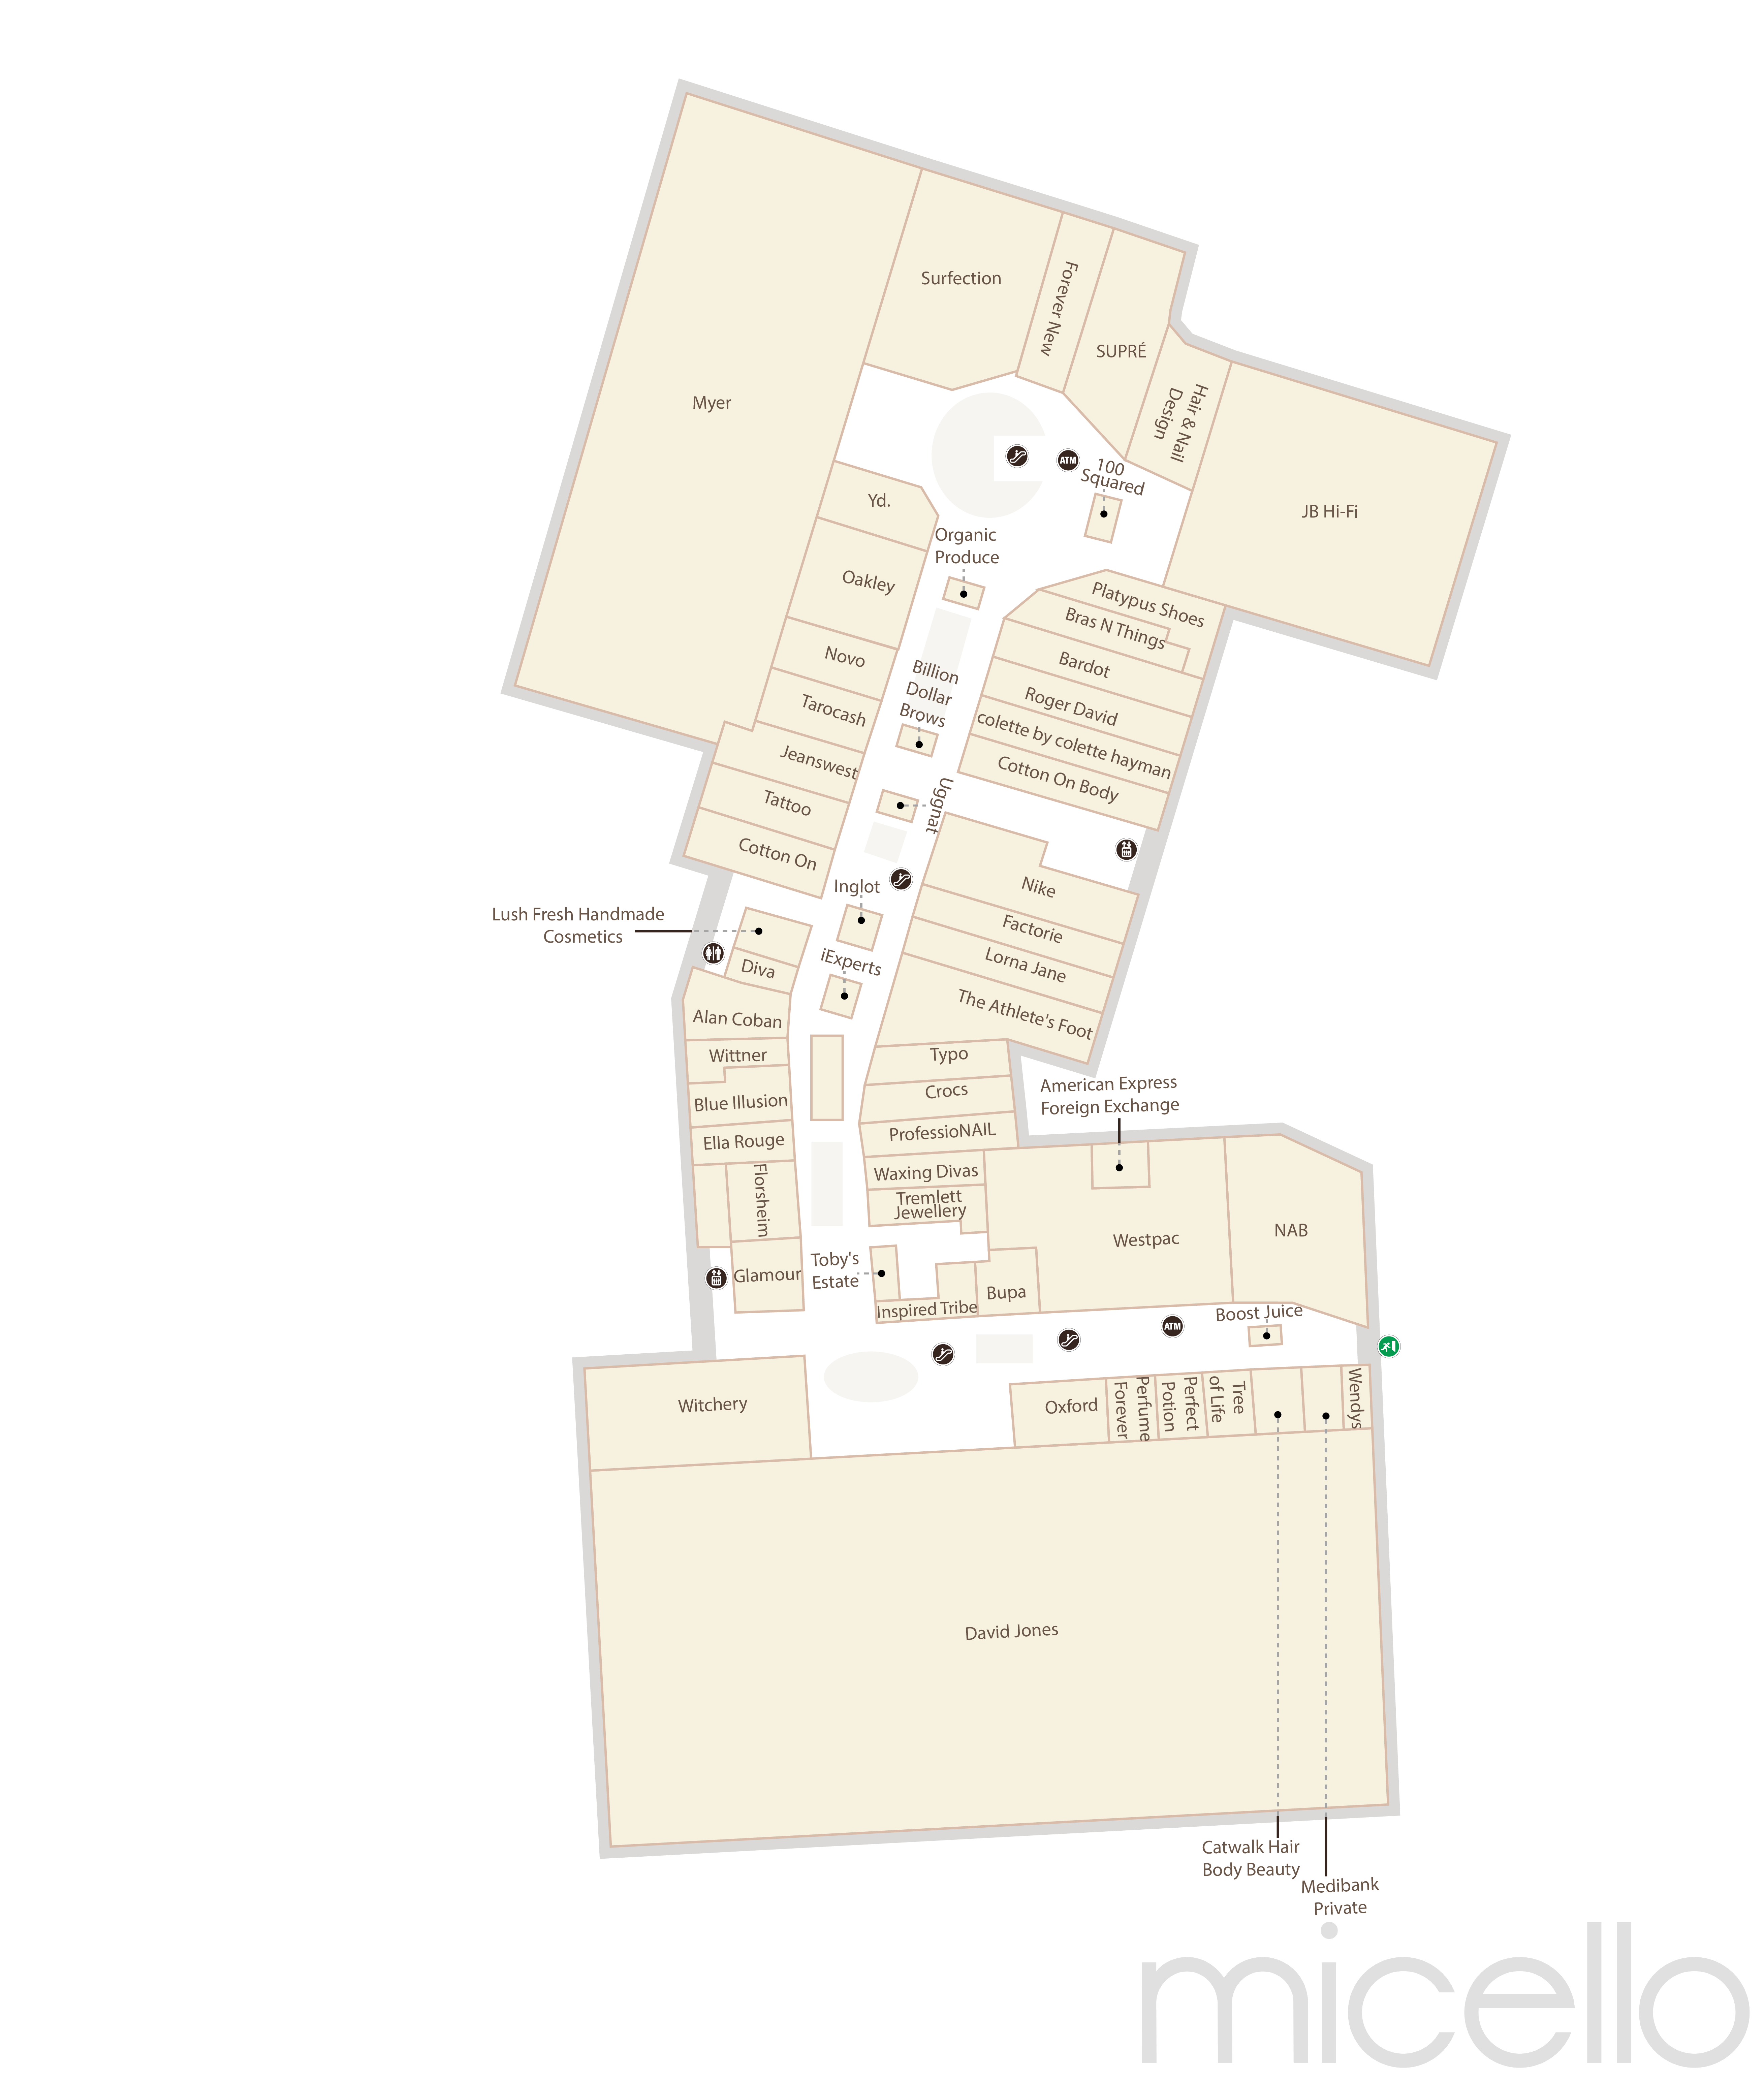 Surfection
Forever New
SUPRÉ
Myer
Hair & Nail
Design
ATM
100
Squared
Yd.
JB Hi-Fi
Organic
Produce
Oakley
Platypus Shoes
Bras N Things
Novo
Bardot
Billion
Dollar
Brows
Tarocash
Roger David
colette by colette hayman
Jeanswest
Cotton On Body
Tattoo
Uggnat
Cotton On
Nike
Inglot
Lush Fresh Handmade
Cosmetics
Factorie
iExperts
Diva
Lorna Jane
Alan Coban
The Athlete's Foot
Wittner
Typo
Crocs
American Express
Foreign Exchange
Blue Illusion
Ella Rouge
ProfessioNAIL
Waxing Divas
Florsheim
Tremlett
Jewellery
Westpac
NAB
Toby's
Estate
Glamour
Bupa
Inspired Tribe
Boost Juice
ATM
Witchery
Oxford
Perfume
Forever
Perfect
Potion
Tree
of Life
Wendys
David Jones
Catwalk Hair
Body Beauty
Medibank
Private
micello